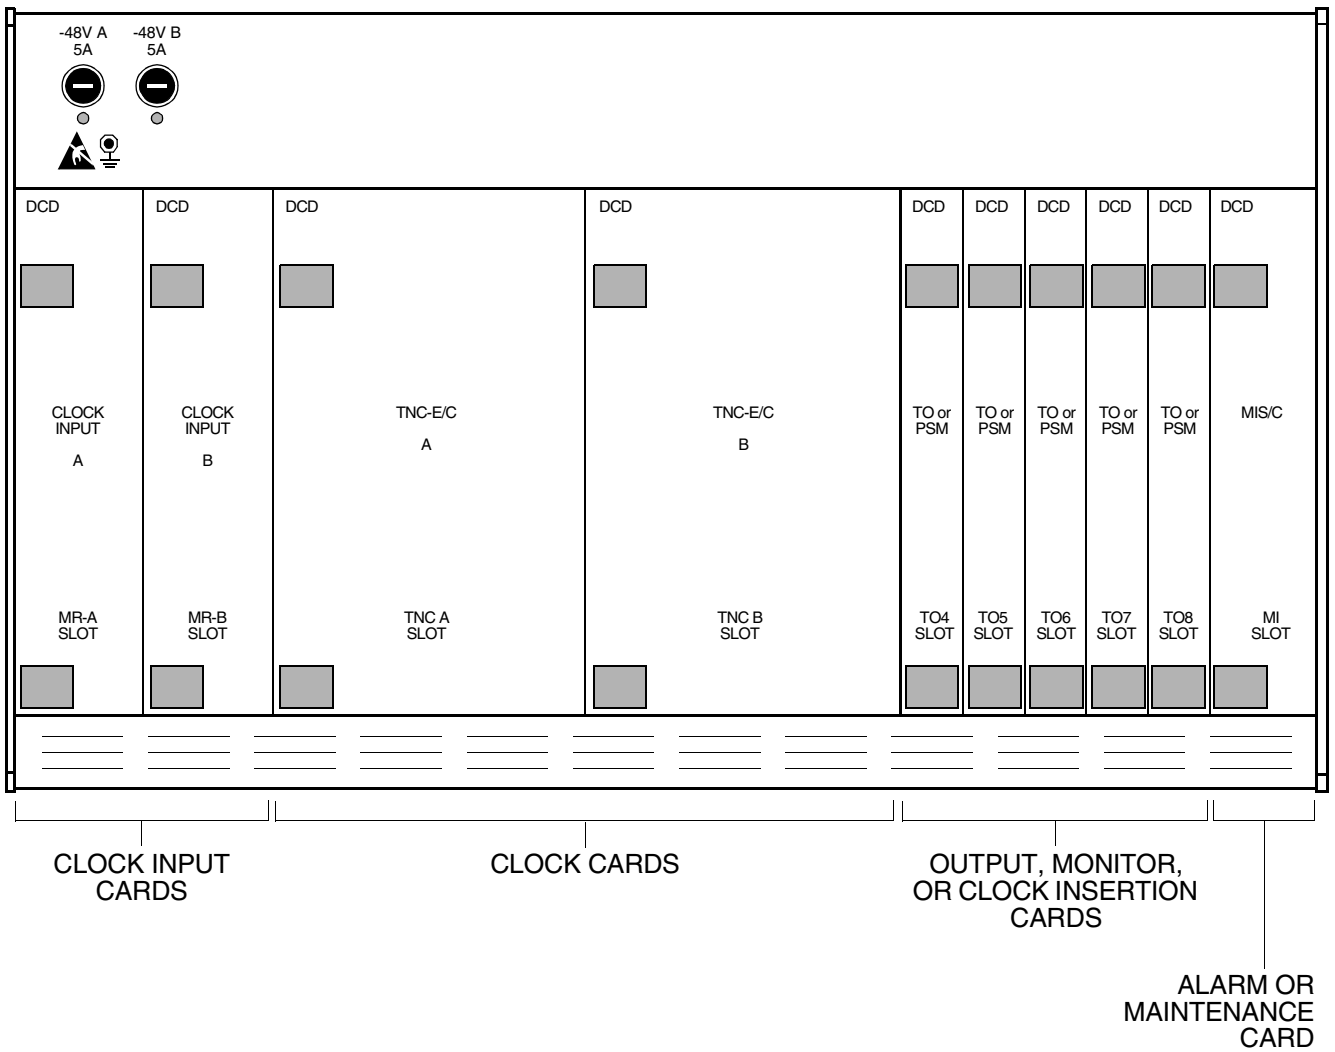 -48V A -48V B
5A 5A
DCD DCD DCD DCD DCD DCD DCD DCD DCD DCD
CLOCK CLOCK TNC-E/C TNC-E/C TO or TO or TO or TO or TO or MIS/C
INPUT INPUT PSM PSM PSM PSM PSM
A B
A B
MR-A MR-B TNC A TNC B TO4 TO5 TO6 TO7 TO8 MI
SLOT SLOT SLOT SLOT SLOT SLOT SLOT SLOT SLOT SLOT
CLOCK INPUT
CARDS
CLOCK CARDS
OUTPUT, MONITOR,
OR CLOCK INSERTION
CARDS
ALARM OR
MAINTENANCE
CARD